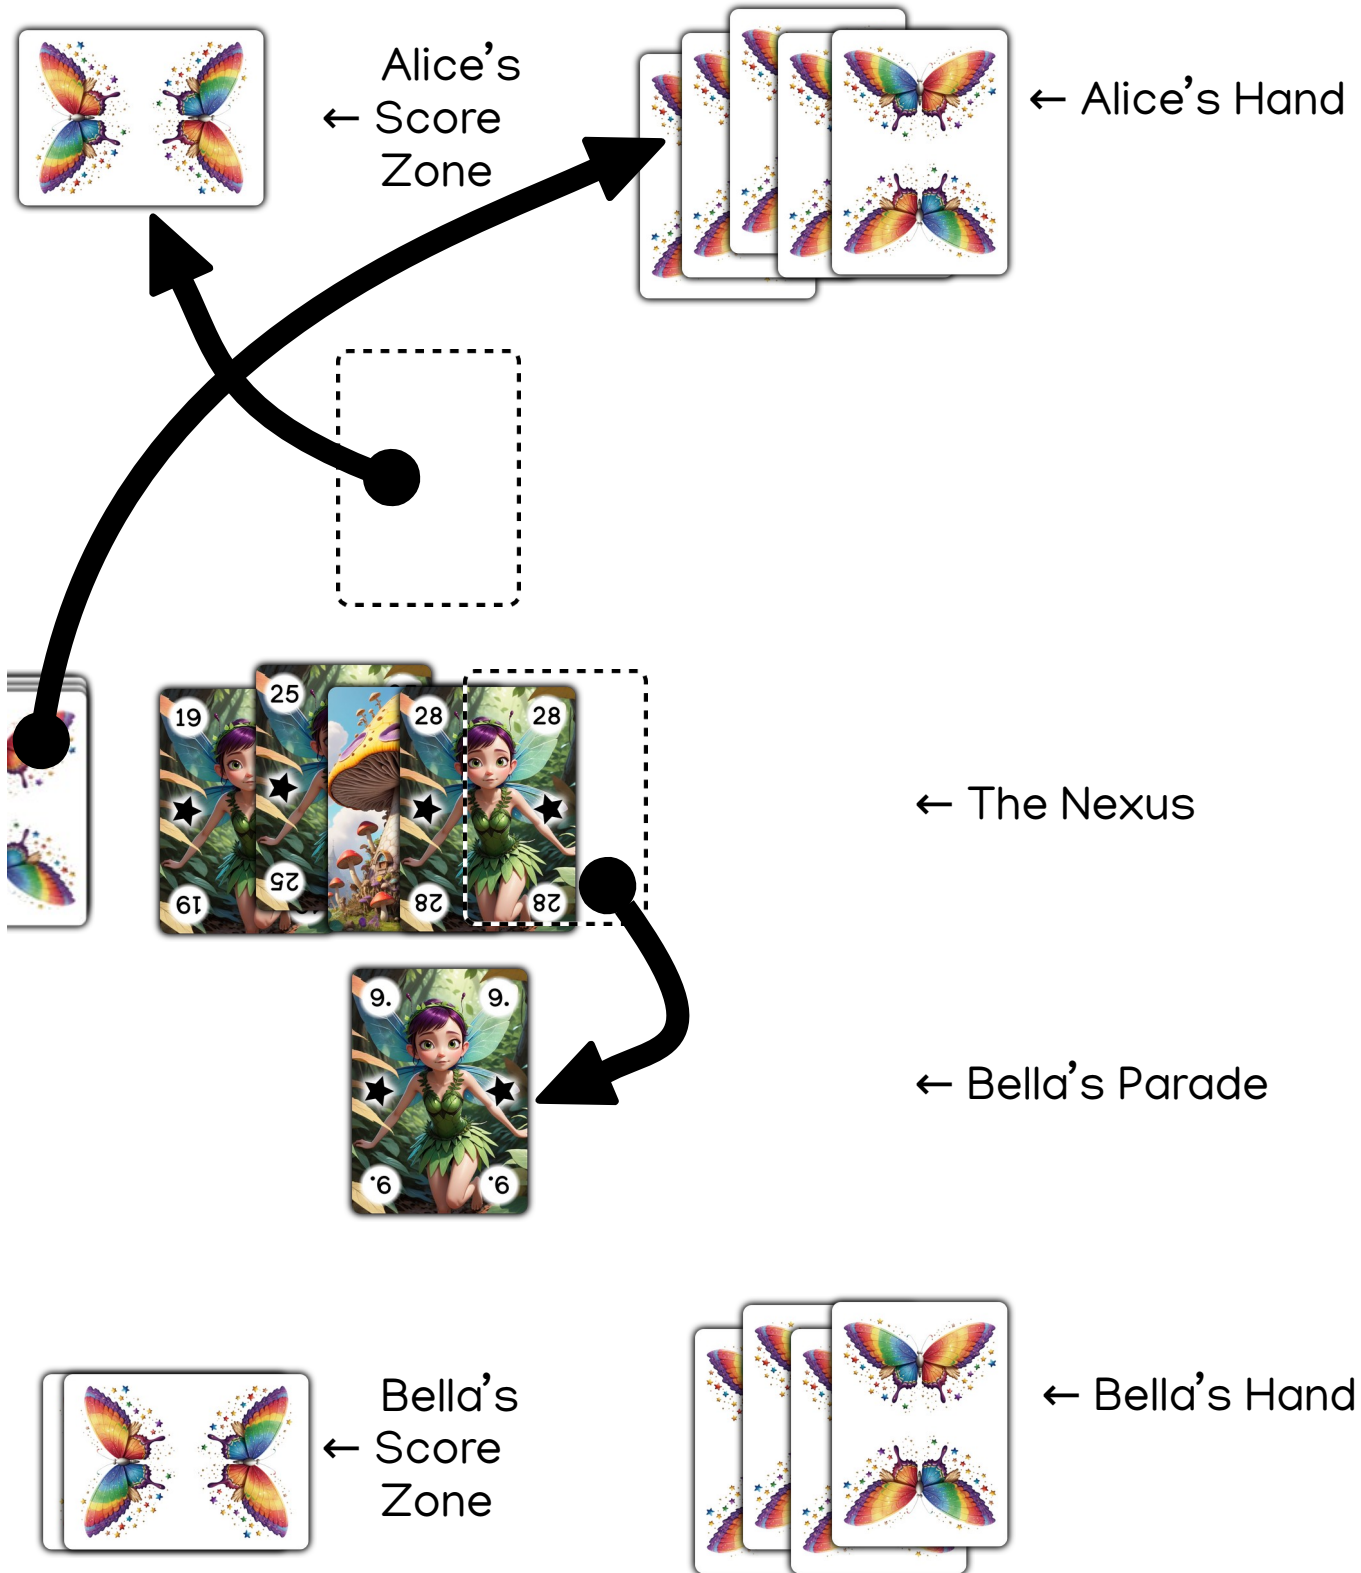 Alice's
← Score
Zone
← Alice's Hand
19
25
28
28
← The Nexus
19
25
28
28
9.
9.
← Bella's Parade
9.
9.
Bella's
← Score
Zone
← Bella's Hand